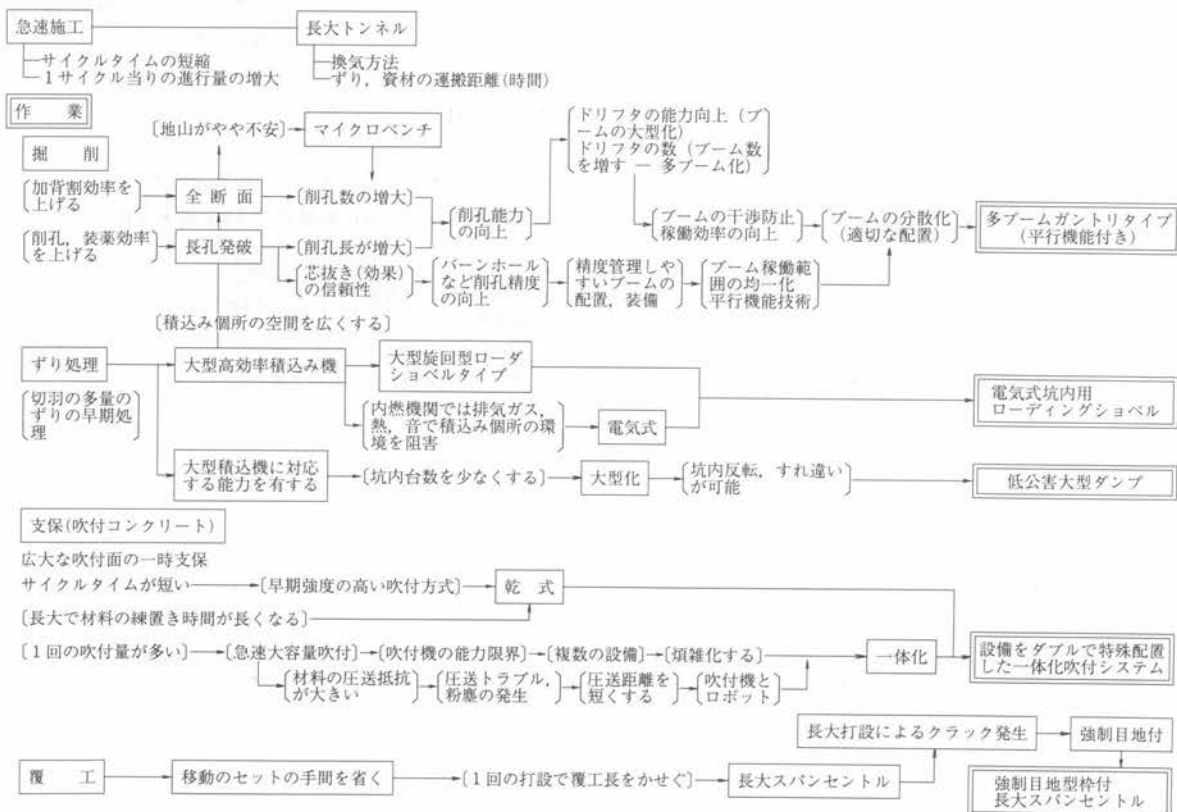 急速施工
長大トンネル
サイクルタイムの短縮
1サイクル当りの進行量の増大
換気方法
ずり，資材の運搬距離(時間)
作　業
掘　削
〔地山がやや不安〕
マイクロベンチ
ドリフタの能力向上（ブ
ームの大型化）
ドリフタの数（ブーム数
を増す ― 多ブーム化）
加背割効率を
上げる
全 断 面
〔削孔数の増大〕
削孔，装薬効率
を上げる
長孔発破
〔削孔長が増大〕
削孔能力
の向上
ブームの干渉防止
稼働効率の向上
ブームの分散化
（適切な配置）
多ブームガントリタイプ
（平行機能付き）
芯抜き（効果）
の信頼性
バーンホール
など削孔精度
の向上
精度管理しや
すいブームの
配置，装備
ブーム稼働範
囲の均一化
平行機能技術
〔積込み個所の空間を広くする〕
ずり処理
大型高効率積込み機
大型旋回型ローダ
ショベルタイプ
切羽の多量の
ずりの早期処
理
内燃機関では排気ガス，
熱，音で積込み個所の環
境を阻害
電気式
電気式坑内用
ローディングショベル
大型積込機に対応
する能力を有する
〔坑内台数を少なくする〕
大型化
坑内反転，すれ違い
が可能
低公害大型ダンプ
支保(吹付コンクリート)
広大な吹付面の一時支保
サイクルタイムが短い
〔早期強度の高い吹付方式〕
乾　式
〔長大で材料の練置き時間が長くなる〕
〔1回の吹付量が多い〕
〔急速大容量吹付〕
〔吹付機の能力限界〕
〔複数の設備〕
〔煩雑化する〕
一体化
設備をダブルで特殊配置
した一体化吹付システム
材料の圧送抵抗
が大きい
圧送トラブル，
粉塵の発生
圧送距離を
短くする
吹付機と
ロボット
長大打設によるクラック発生
強制目地付
覆　工
移動のセットの手間を省く
〔1回の打設で覆工長をかせぐ〕
長大スパンセントル
強制目地型枠付
長大スパンセントル